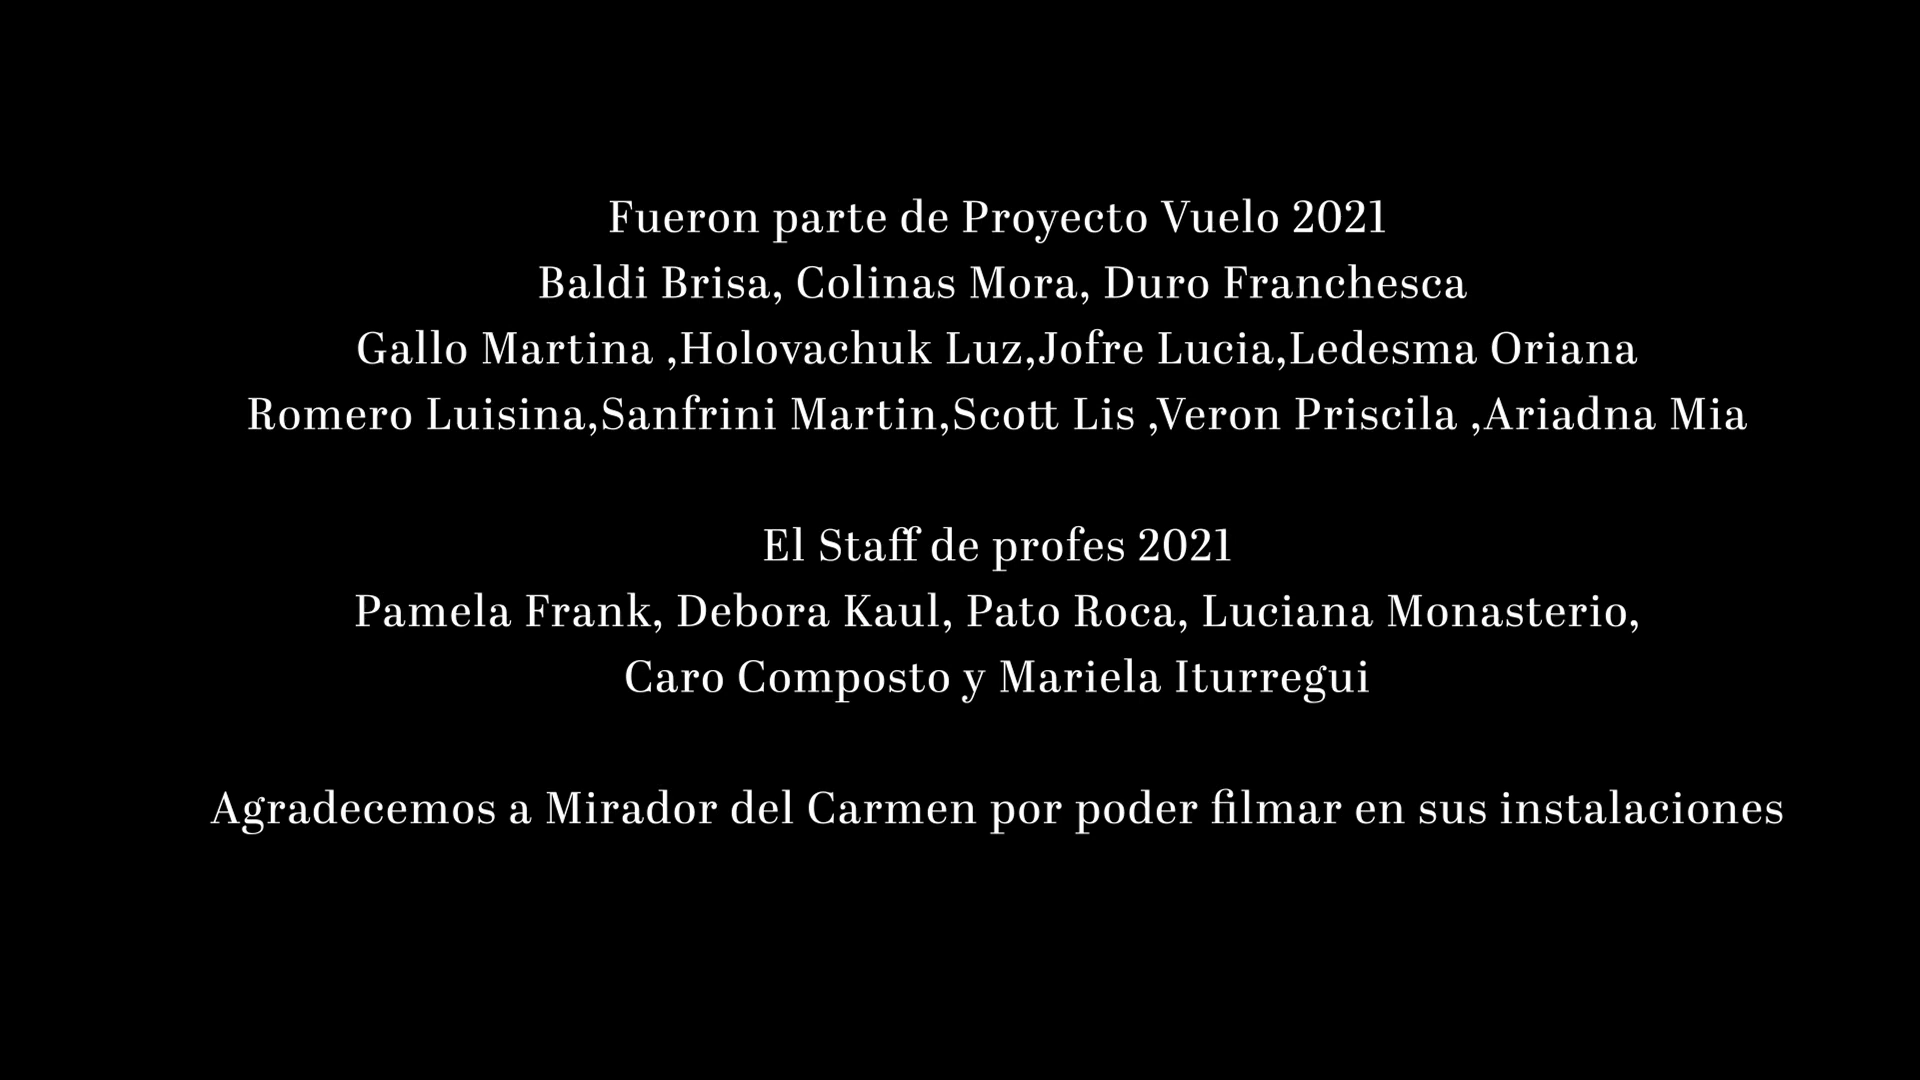 Fueron parte de Proyecto Vuelo 2021
Baldi Brisa, Colinas Mora, Duro Franchesca
Gallo Martina ,Holovachuk Luz,Jofre Lucia,Ledesma Oriana
Romero Luisina,Sanfrini Martin,Scott Lis ,Veron Priscila ,Ariadna Mia
El Staff de profes 2021
Pamela Frank, Debora Kaul, Pato Roca, Luciana Monasterio,
Caro Composto y Mariela Iturregui
Agradecemos a Mirador del Carmen por poder filmar en sus instalaciones